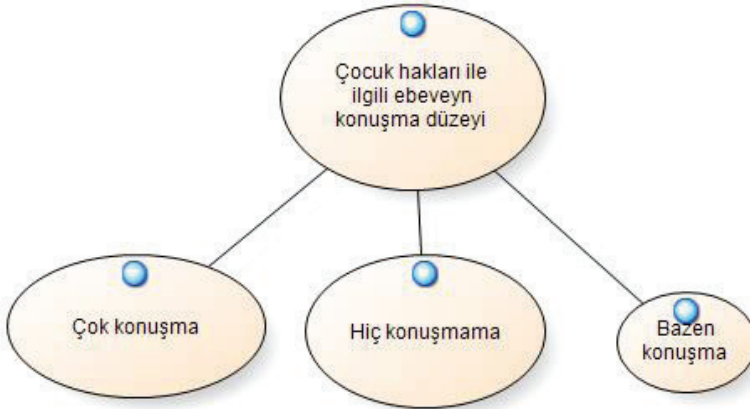 Çocuk hakları ile
ilgili ebeveyn
konuşma düzeyi
Çok konuşma
Hiç konuşmama
Bazen
konuşma